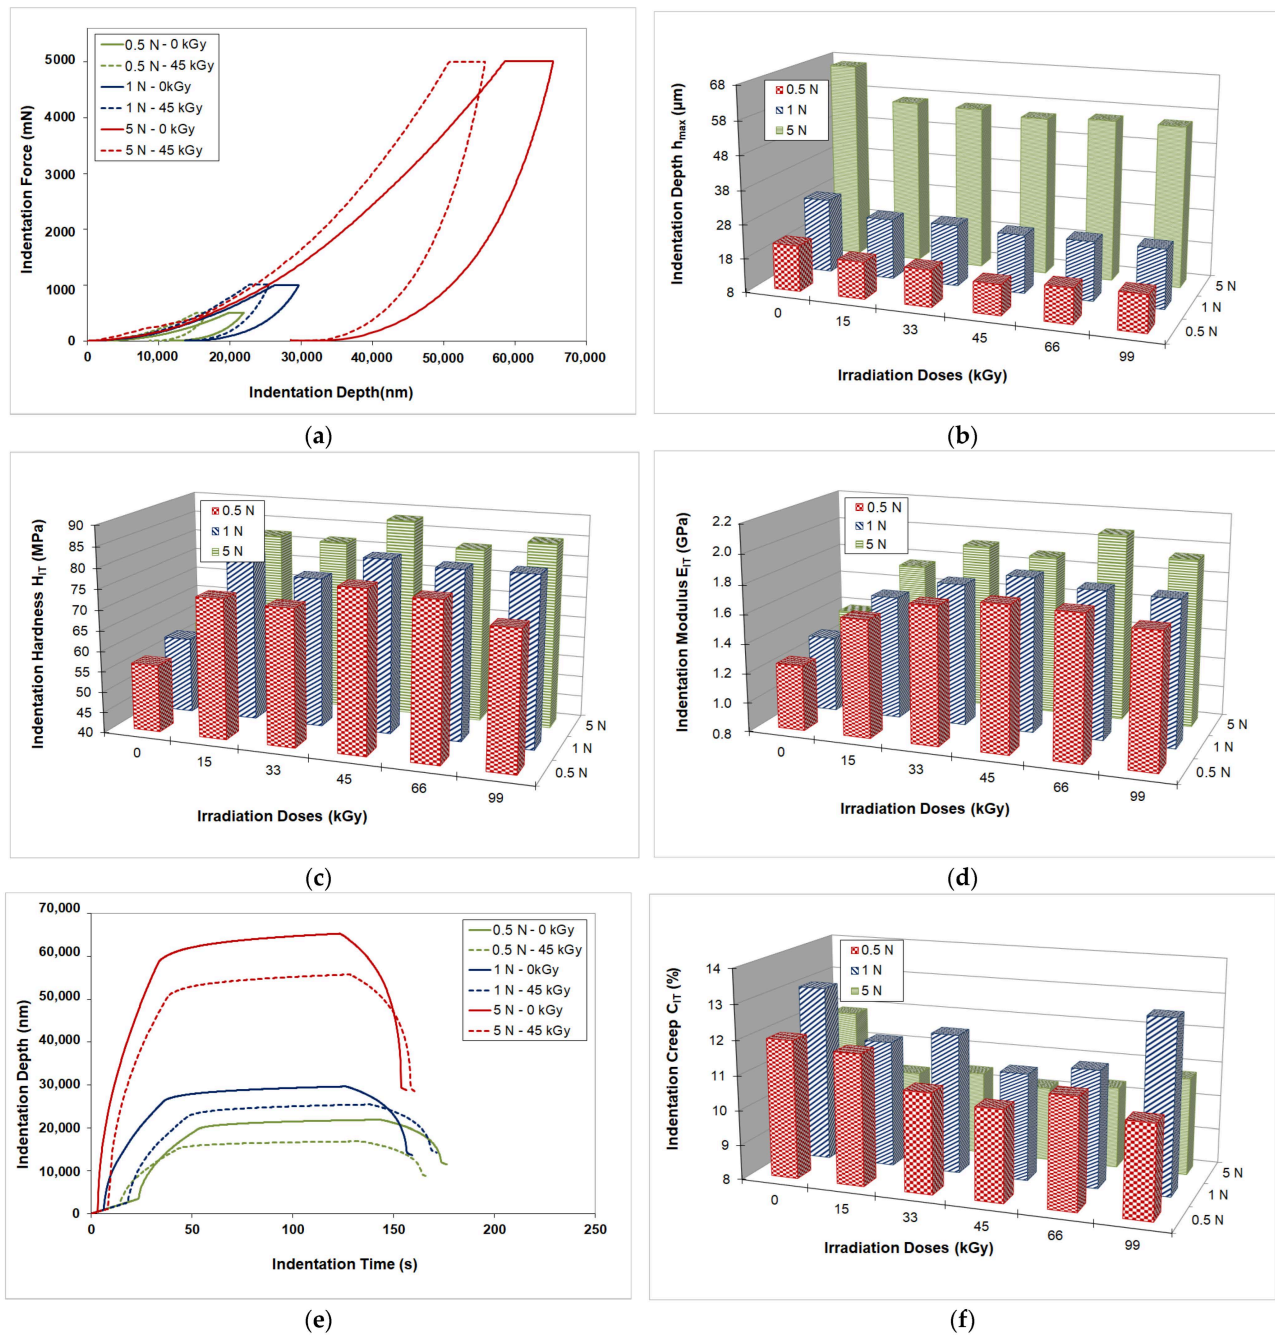 0.5 N - 0 kGy
0.5 N - 45 kGy
1 N - 0kGy
1 N - 45 kGy
5 N - 0 kGy
5 N - 45 kGy
Indentation Force (mN)
5000
4000
3000
2000
1000
0
0 10,000 20,000 30,000 40,000 50,000 60,000 70,000
Indentation Depth(nm)
(a)
0.5 N
1 N
5 N
Indentation Depth hmax (µm)
68
58
48
38
28
18
8
0 15 33 45 66 99
5 N
1 N
0.5 N
Irradiation Doses (kGy)
(b)
0.5 N
1 N
5 N
Indentation Hardness HIT (MPa)
90
85
80
75
70
65
60
55
50
45
40
0 15 33 45 66 99
5 N
1 N
0.5 N
Irradiation Doses (kGy)
(c)
0.5 N
1 N
5 N
Indentation Modulus EIT (GPa)
2.2
2.0
1.8
1.6
1.4
1.2
1.0
0.8
0 15 33 45 66 99
5 N
1 N
0.5 N
Irradiation Doses (kGy)
(d)
0.5 N - 0 kGy
0.5 N - 45 kGy
1 N - 0kGy
1 N - 45 kGy
5 N - 0 kGy
5 N - 45 kGy
Indentation Depth (nm)
70,000
60,000
50,000
40,000
30,000
20,000
10,000
0
0 50 100 150 200 250
Indentation Time (s)
(e)
0.5 N
1 N
5 N
Indentation Creep CIT (%)
14
13
12
11
10
9
8
0 15 33 45 66 99
5 N
1 N
0.5 N
Irradiation Doses (kGy)
(f)